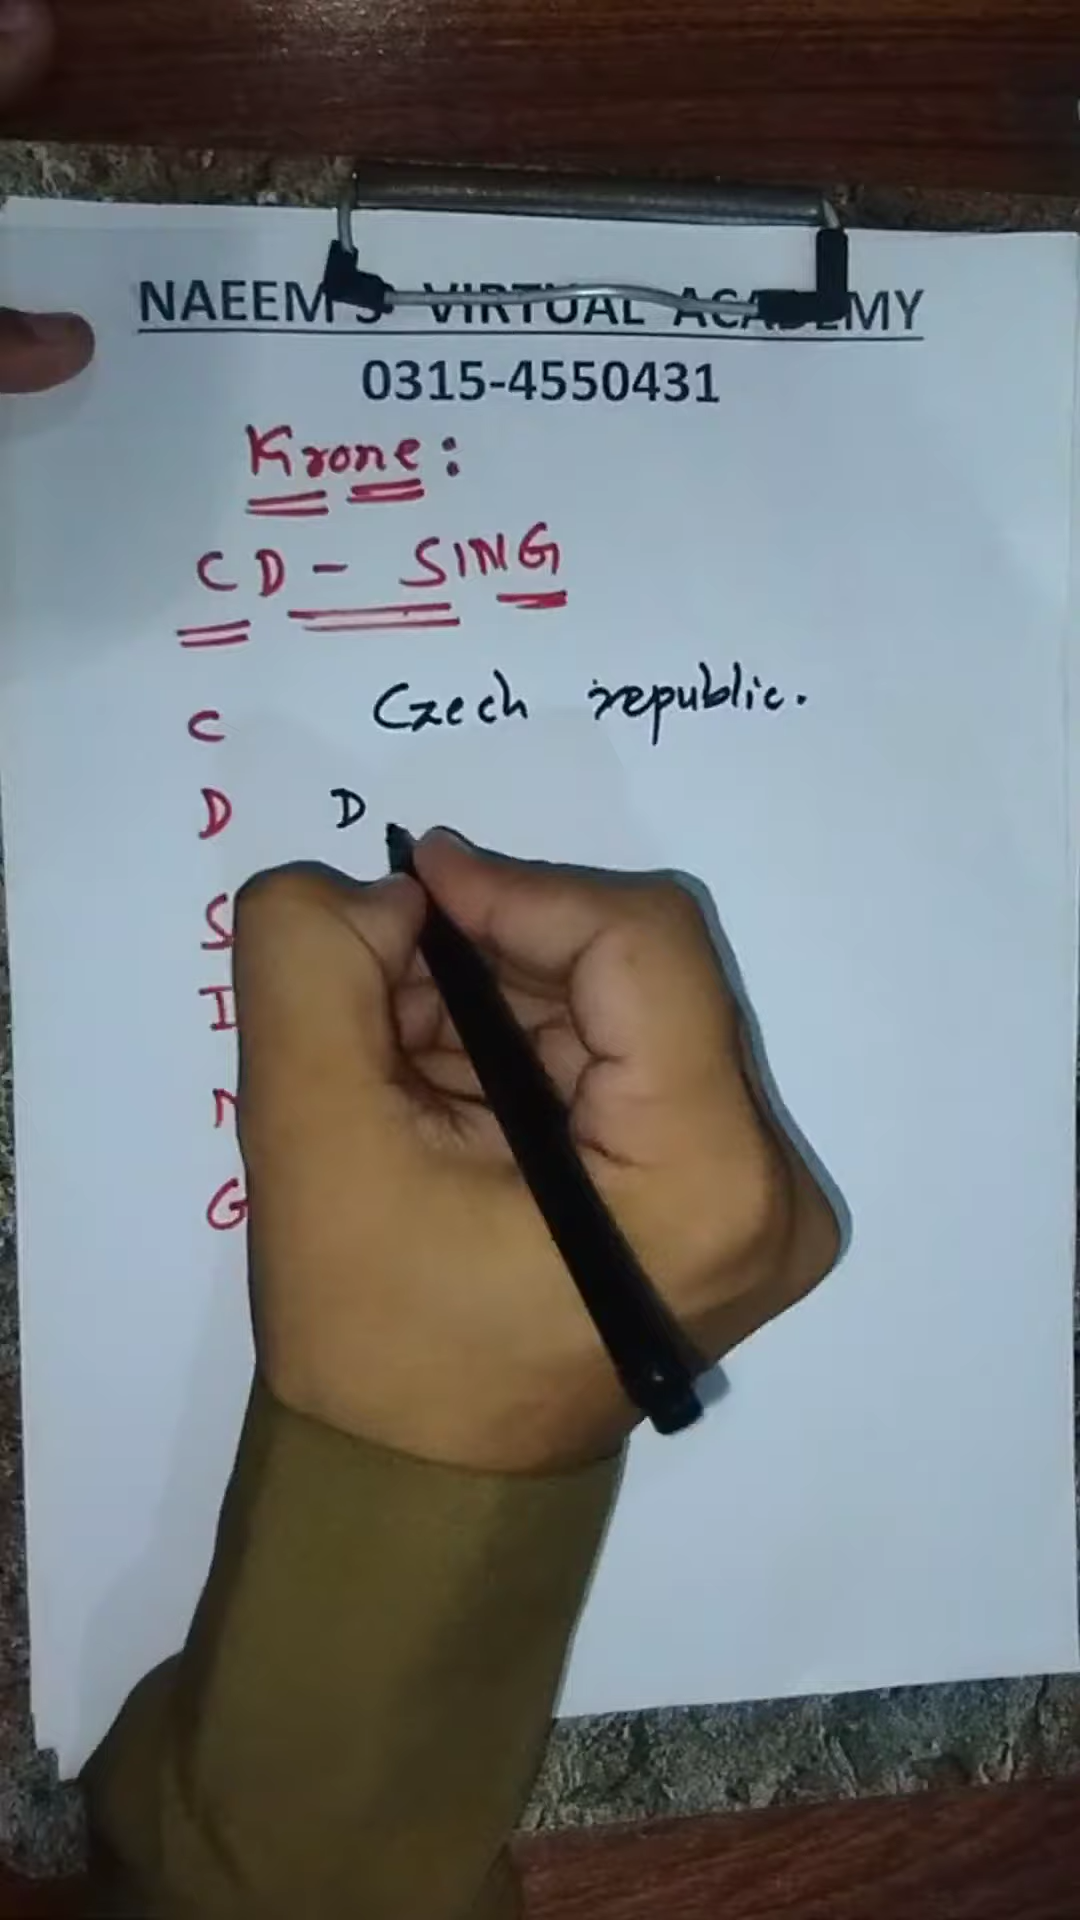 NAEEM'S VIRTUAL ACADEMY
0315-4550431
Krone:
CD - SING
C Czech republic.
D D
S
I
N
G